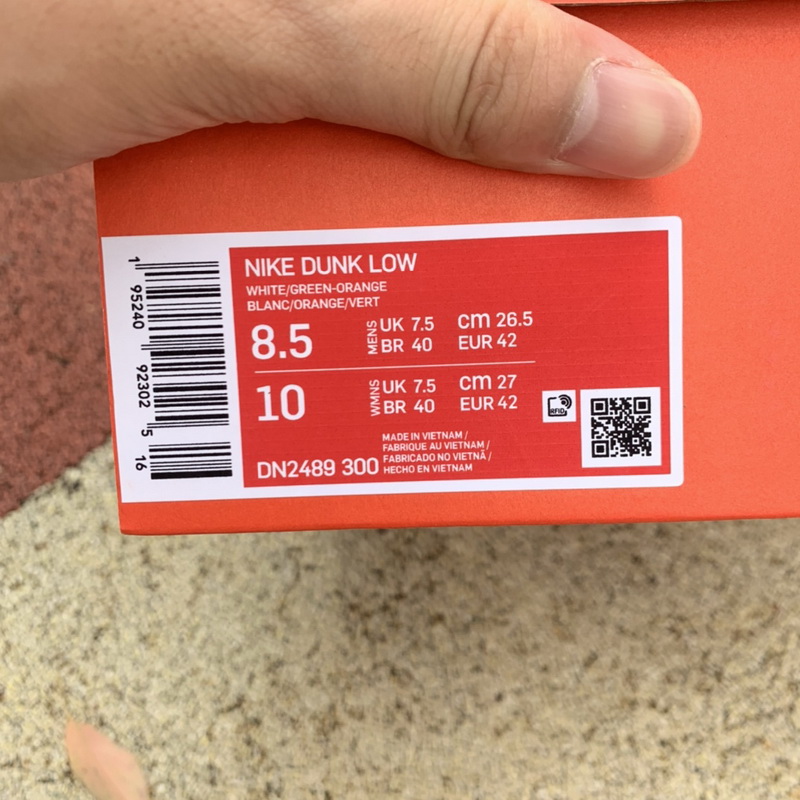 1 95240 92302 5 16
NIKE DUNK LOW
WHITE/GREEN-ORANGE
BLANC/ORANGE/VERT
8.5 MENS UK 7.5 cm 26.5
BR 40 EUR 42
10 WMNS UK 7.5 cm 27
BR 40 EUR 42
RFID
DN2489 300
MADE IN VIETNAM /
FABRIQUE AU VIETNAM /
FABRICADO NO VIETNÃ /
HECHO EN VIETNAM